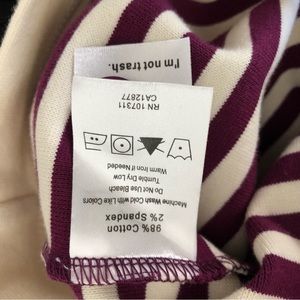 I'm not trash.
RN 107311
CA12877
98% Cotton
2% Spandex
Machine Wash Cold with Like Colors
Do Not Use Bleach
Tumble Dry Low
Warm Iron if Needed